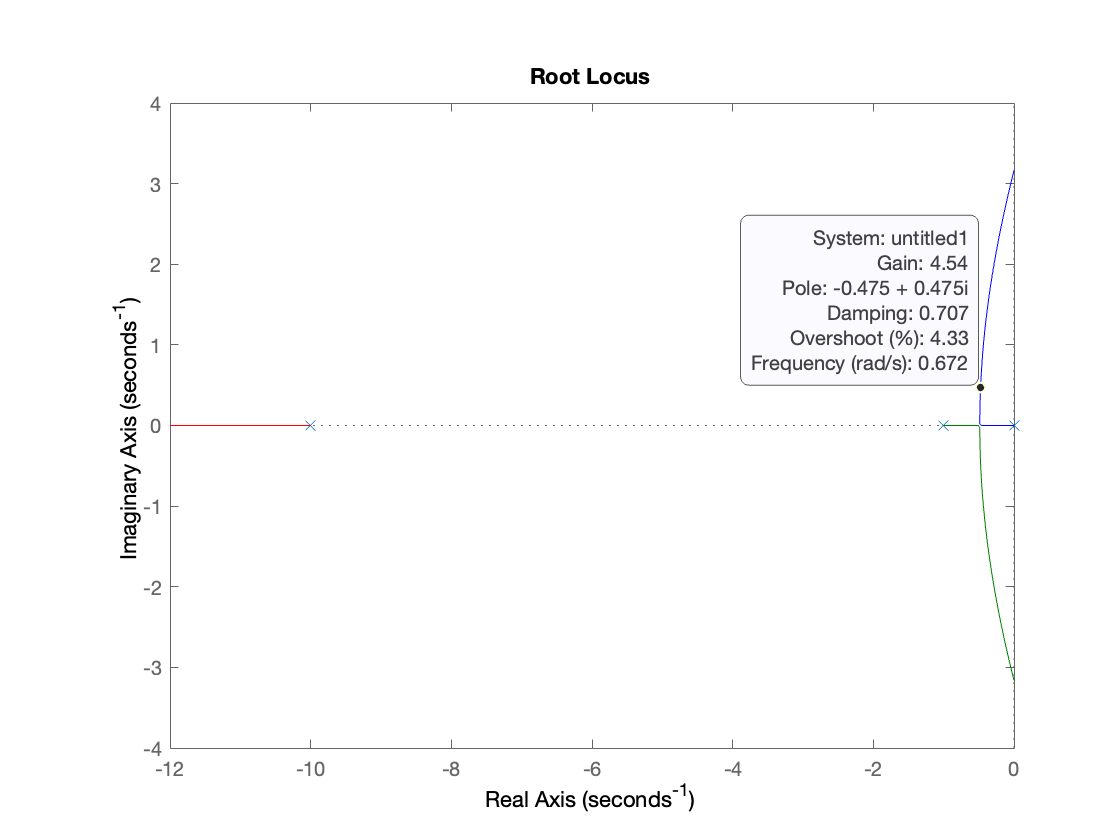 Root Locus
4
3
2
1
0
-1
-2
-3
-4
Imaginary Axis (seconds-1)
System: untitled1
Gain: 4.54
Pole: -0.475 + 0.475i
Damping: 0.707
Overshoot (%): 4.33
Frequency (rad/s): 0.672
-12 -10 -8 -6 -4 -2 0
Real Axis (seconds-1)